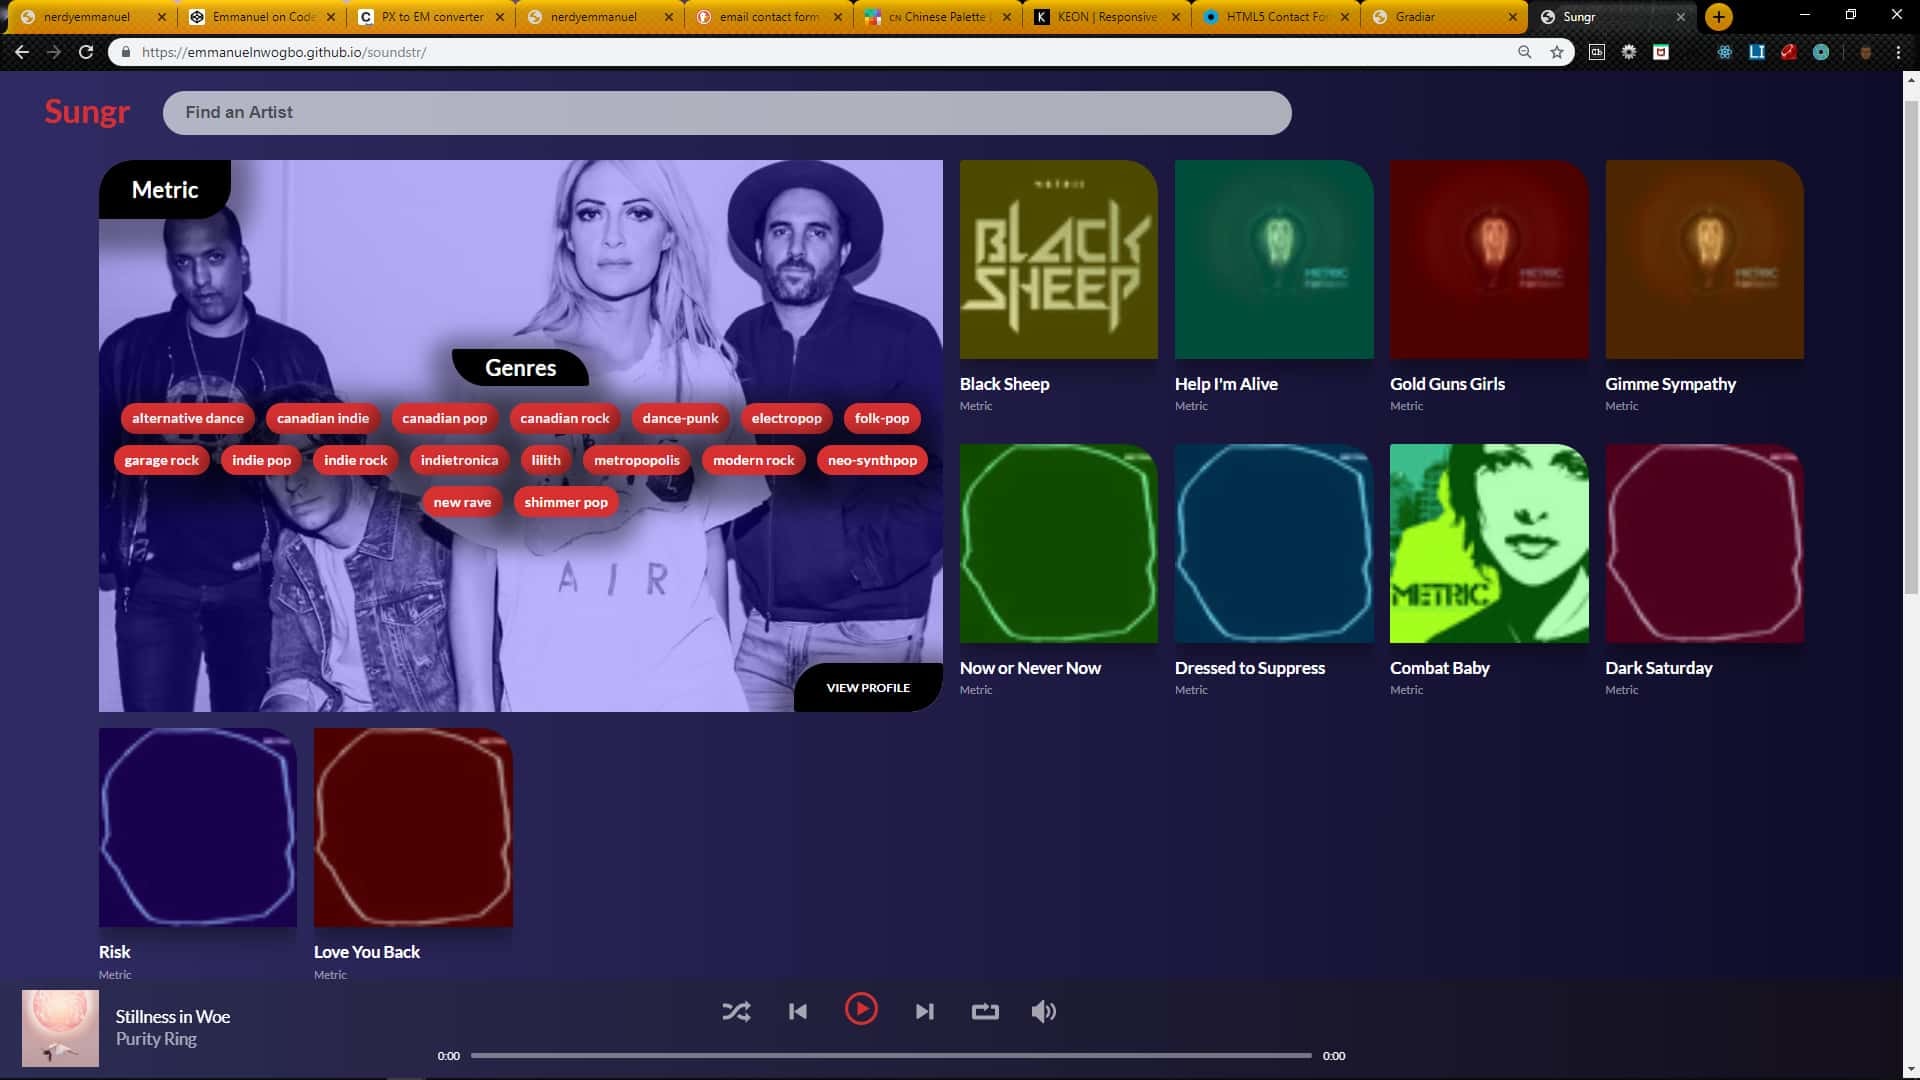 nerdyemmanuel
Emmanuel on Code
PX to EM converter
nerdyemmanuel
email contact form
CN Chinese Palette
KEON | Responsive
HTML5 Contact Fo
Gradiar
Sungr
https://emmanuelnwogbo.github.io/soundstr/
Sungr
Find an Artist
Metric
Genres
alternative dance canadian indie canadian pop canadian rock dance-punk electropop folk-pop
garage rock indie pop indie rock indietronica lilith metropopolis modern rock neo-synthpop
new rave shimmer pop
AIR
VIEW PROFILE
METRIC
BLACK
SHEEP
METRIC
METRIC
METRIC
Black Sheep
Metric
Help I'm Alive
Metric
Gold Guns Girls
Metric
Gimme Sympathy
Metric
METRIC
Now or Never Now
Metric
Dressed to Suppress
Metric
Combat Baby
Metric
Dark Saturday
Metric
Risk
Metric
Love You Back
Metric
Stillness in Woe
Purity Ring
0:00
0:00